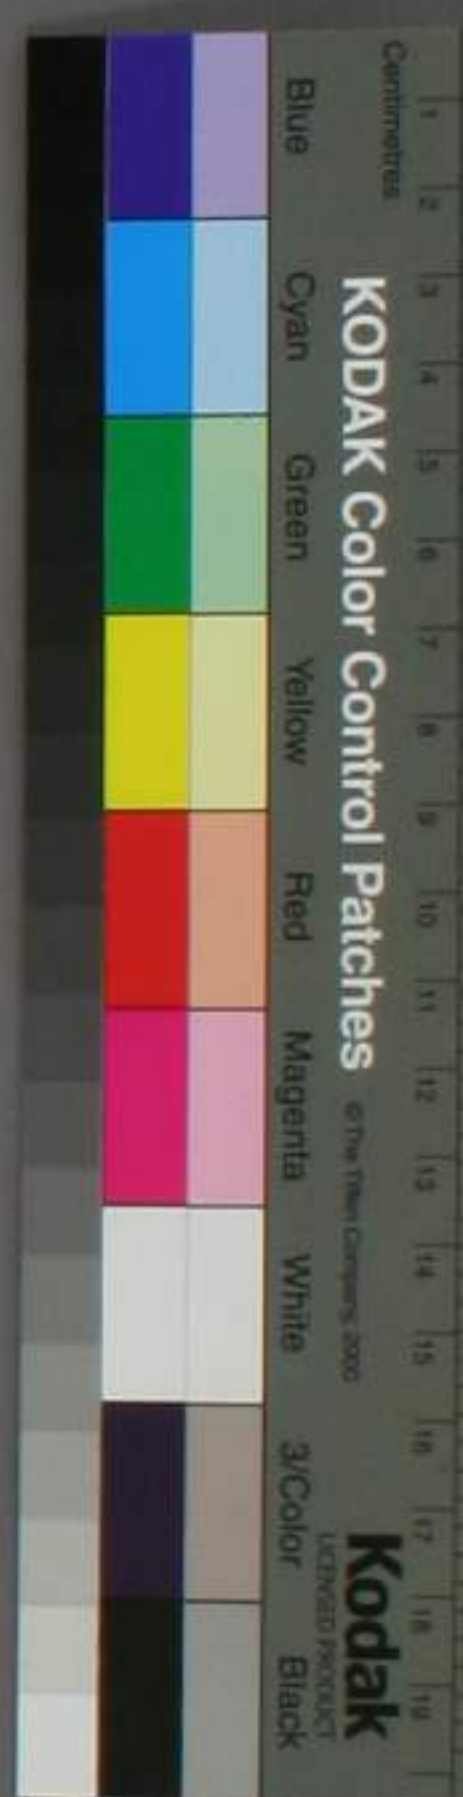 Centimetres
1 2 3 4 5 6 7 8 9 10 11 12 13 14 15 16 17 18 19
KODAK Color Control Patches © The Tiffen Company, 2000
Kodak
LICENSED PRODUCT
Blue Cyan Green Yellow Red Magenta White 3/Color Black